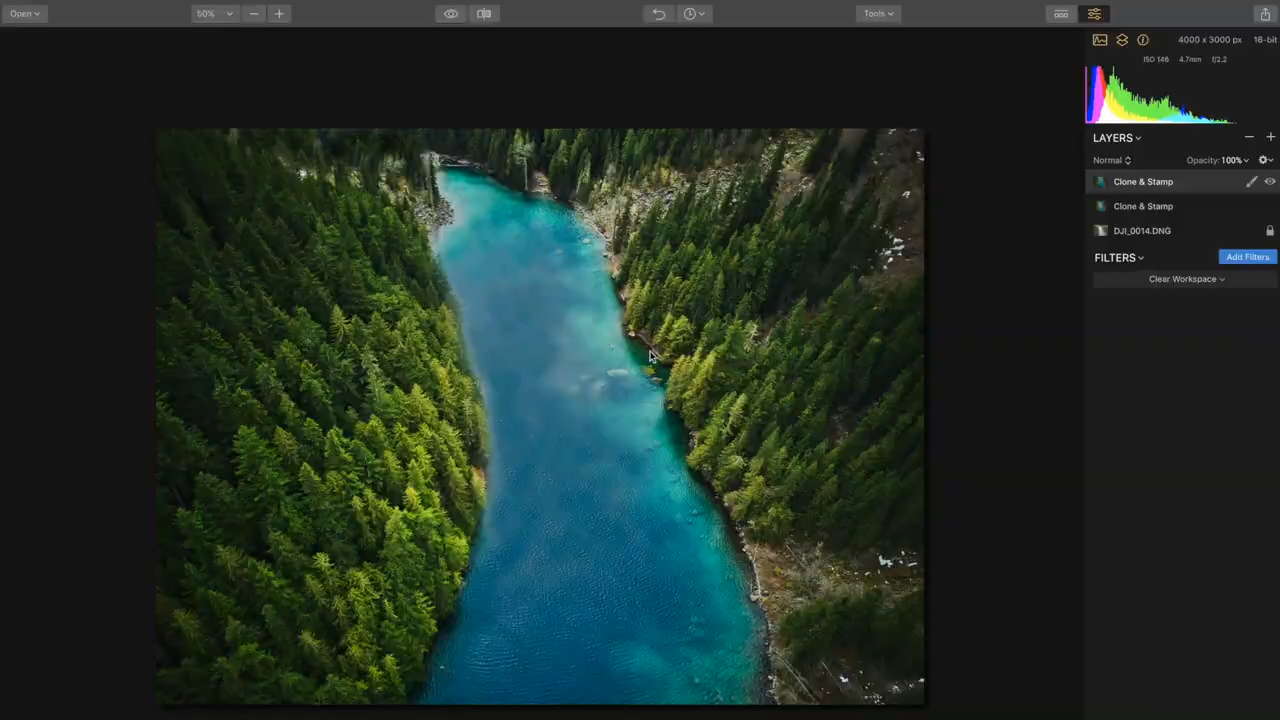 Open
50%
Tools
4000 x 3000 px 16-bit
ISO 146 4.7mm f/2.2
LAYERS
Normal Opacity: 100%
Clone & Stamp
Clone & Stamp
DJI_0014.DNG
FILTERS Add Filters
Clear Workspace